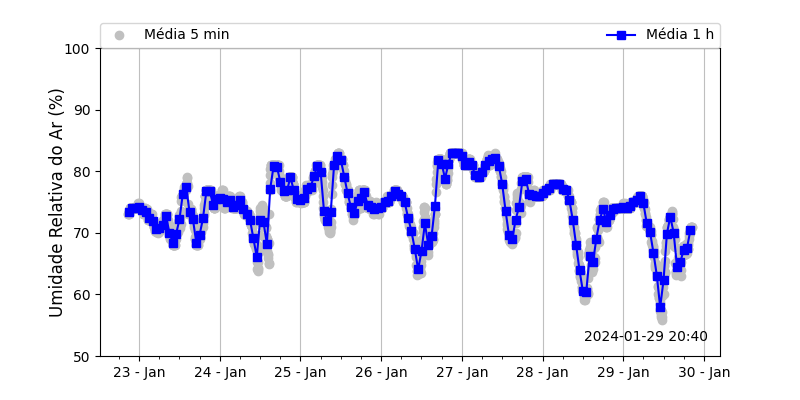 Média 5 min
Média 1 h
Umidade Relativa do Ar (%)
100
90
80
70
60
50
2024-01-29 20:40
23 - Jan
24 - Jan
25 - Jan
26 - Jan
27 - Jan
28 - Jan
29 - Jan
30 - Jan